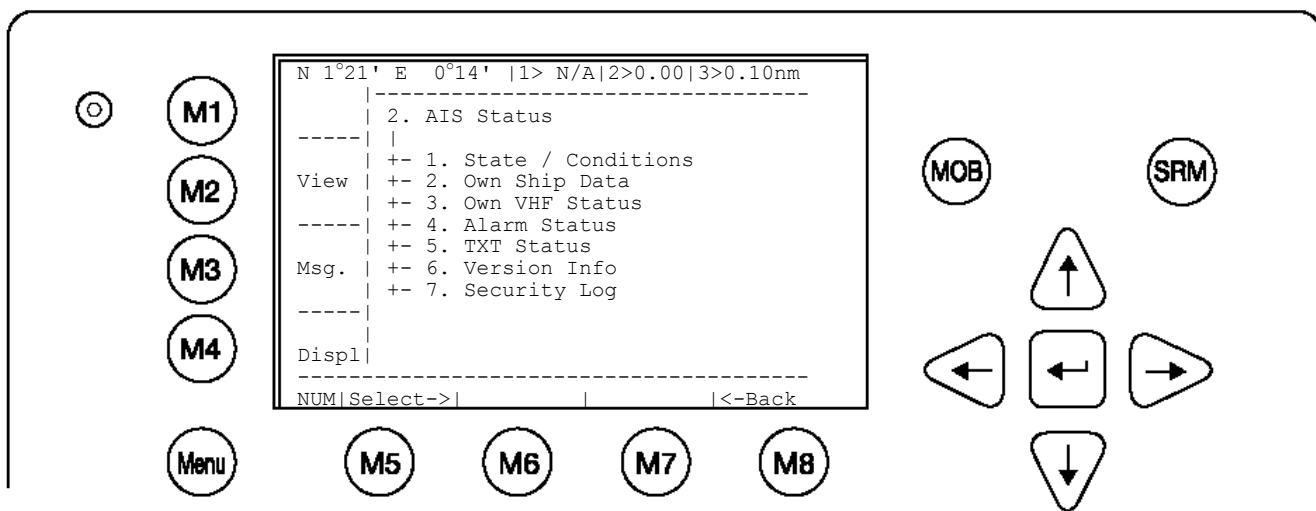 N 1°21' E 0°14' |1> N/A|2>0.00|3>0.10nm
|----------------------------------
| 2. AIS Status
-----| |
| +- 1. State / Conditions
View | +- 2. Own Ship Data
| +- 3. Own VHF Status
-----| +- 4. Alarm Status
| +- 5. TXT Status
Msg. | +- 6. Version Info
| +- 7. Security Log
-----|
|
Displ|
----------------------------------------
NUM|Select->| | |<-Back
M1
M2
M3
M4
Menu
M5 M6 M7 M8
MOB SRM